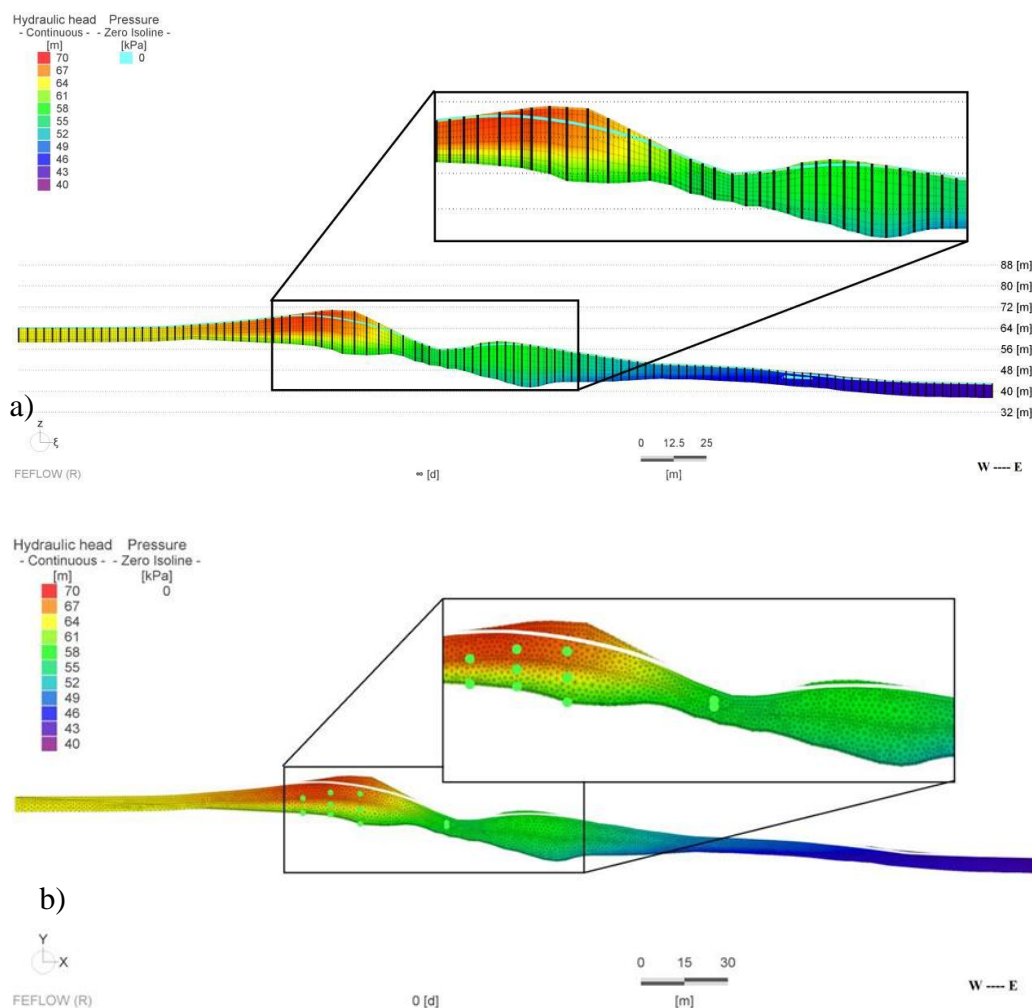 Hydraulic head Pressure
- Continuous - - Zero Isoline -
[m] [kPa]
70 0
67
64
61
58
55
52
49
46
43
40
88 [m]
80 [m]
72 [m]
64 [m]
56 [m]
48 [m]
40 [m]
32 [m]
a)
z
ξ
0 12.5 25
FEFLOW (R) ∞ [d] [m] W ---- E
Hydraulic head Pressure
- Continuous - - Zero Isoline -
[m] [kPa]
70 0
67
64
61
58
55
52
49
46
43
40
b)
Y
X
0 15 30
FEFLOW (R) 0 [d] [m] W ---- E